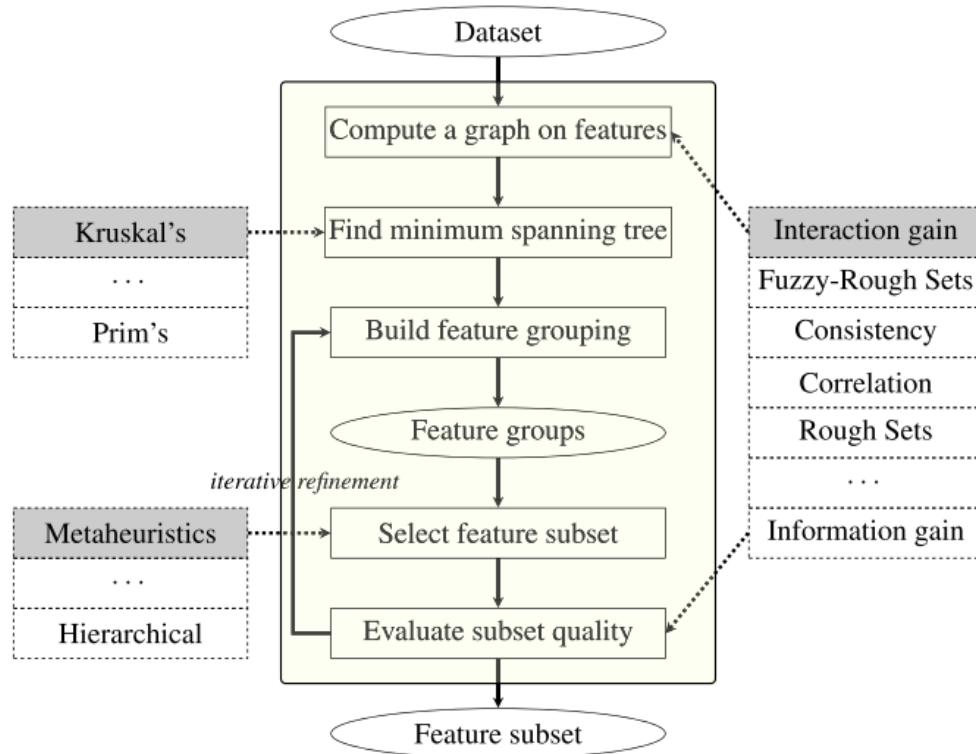 Dataset
Compute a graph on features
Kruskal's
Find minimum spanning tree
Interaction gain
· · ·
Fuzzy-Rough Sets
Prim's
Build feature grouping
Consistency
Correlation
Feature groups
Rough Sets
iterative refinement
· · ·
Metaheuristics
Select feature subset
Information gain
· · ·
Hierarchical
Evaluate subset quality
Feature subset